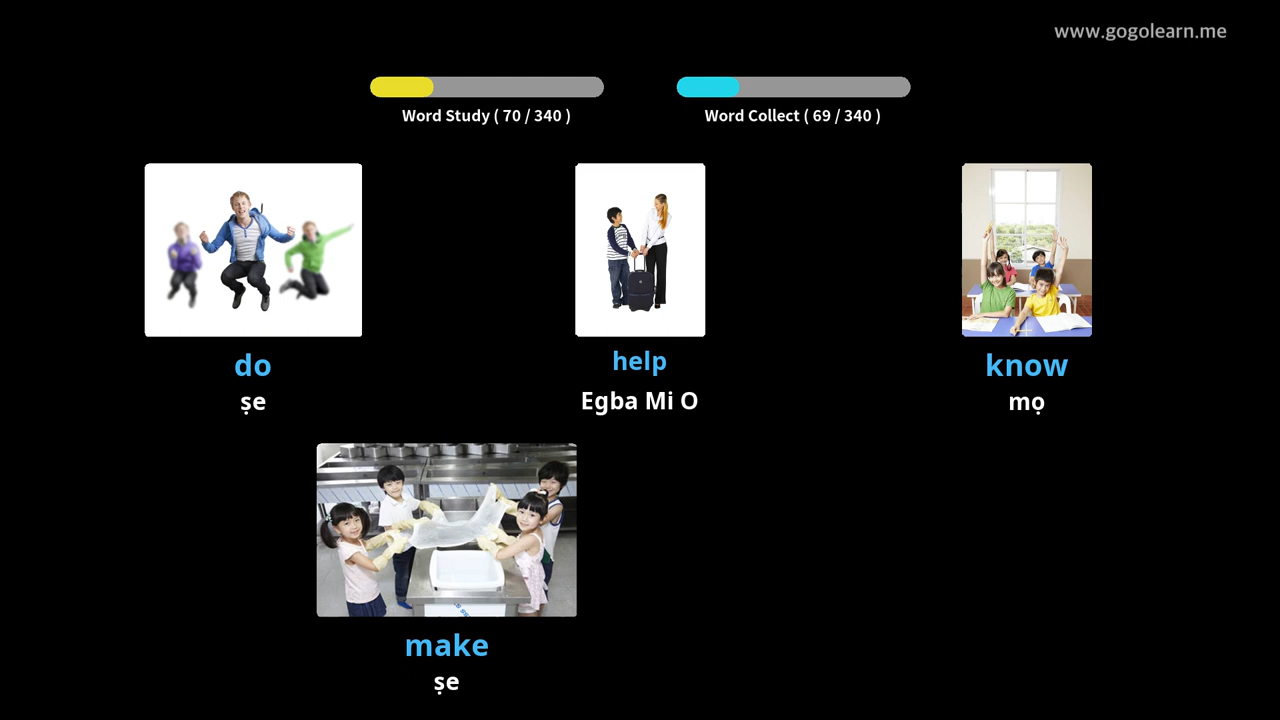 www.gogolearn.me
Word Study ( 70 / 340 )
Word Collect ( 69 / 340 )
do
ṣe
help
Egba Mi O
know
mọ
make
ṣe